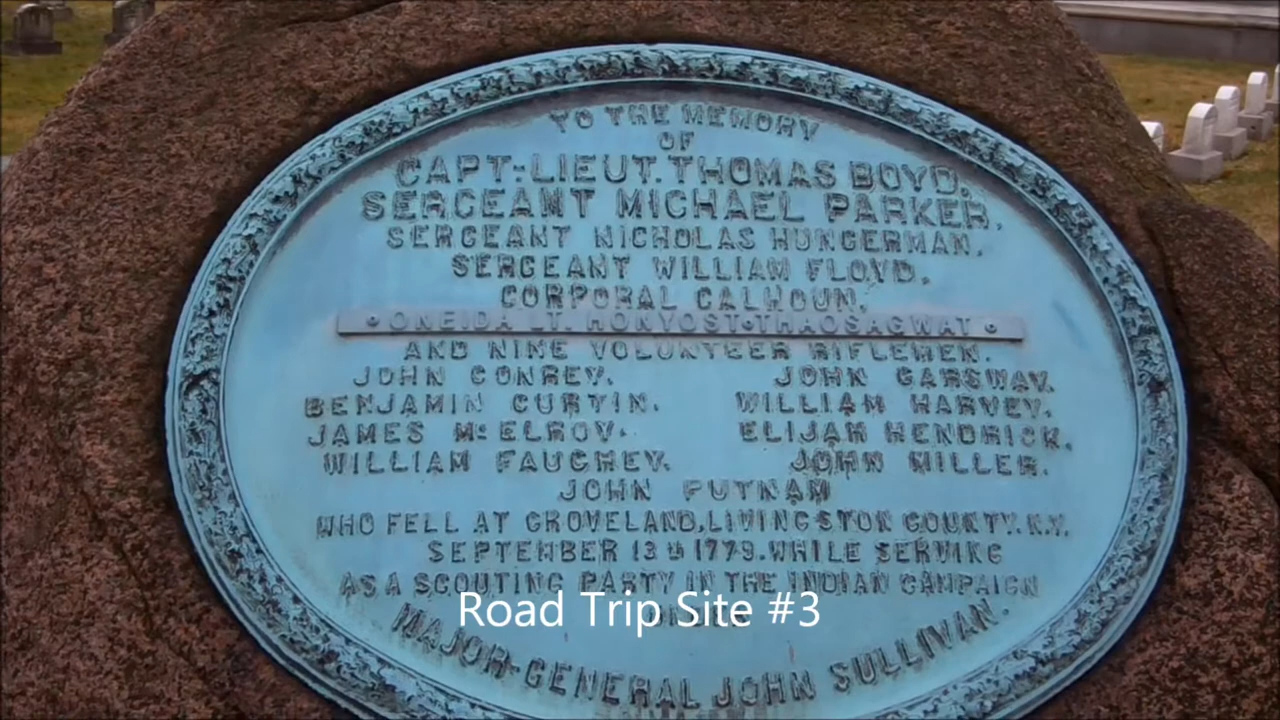 TO THE MEMORY
OF
CAPT-LIEUT. THOMAS BOYD,
SERGEANT MICHAEL PARKER,
SERGEANT NICHOLAS HUNGERMAN,
SERGEANT WILLIAM FLOYD,
CORPORAL CALHOUN,
• ONEIDA LT. HONYOST•THAOSAGWAT •
AND NINE VOLUNTEER RIFLEMEN.
JOHN CONREY. JOHN GARSWAY.
BENJAMIN CURTIN. WILLIAM HARVEY.
JAMES Mc ELROY. ELIJAH HENDRICK.
WILLIAM FAUGHEY. JOHN MILLER.
JOHN PUTNAM
WHO FELL AT GROVELAND, LIVINGSTON COUNTY. N.Y.
SEPTEMBER 13th 1779. WHILE SERVING
AS A SCOUTING PARTY IN THE INDIAN CAMPAIGN
UNDER
MAJOR-GENERAL JOHN SULLIVAN.
Road Trip Site #3